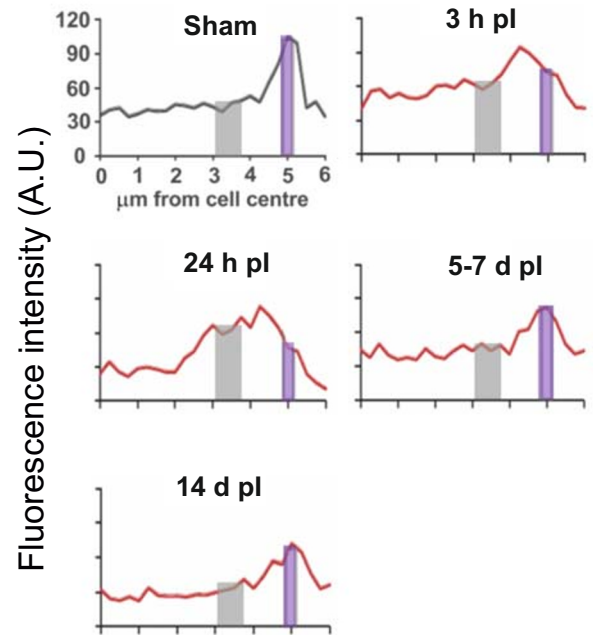 Fluorescence intensity (A.U.)
Sham
120
90
60
30
0
0 1 2 3 4 5 6
µm from cell centre
3 h pl
24 h pl
5-7 d pl
14 d pl